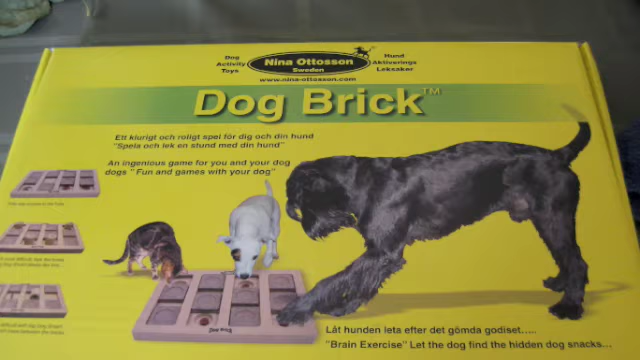 Dog
Activity
Toys
Nina Ottosson
Sweden
Hund
Aktiverings
Leksaker
www.nina-ottosson.com
Dog Brick™
Ett klurigt och roligt spel för dig och din hund
"Spela och lek en stund med din hund"
An ingenious game for you and your dog
dogs " Fun and games with your dog"
Låt hunden leta efter det gömda godiset.....
"Brain Exercise" Let the dog find the hidden dog snacks...